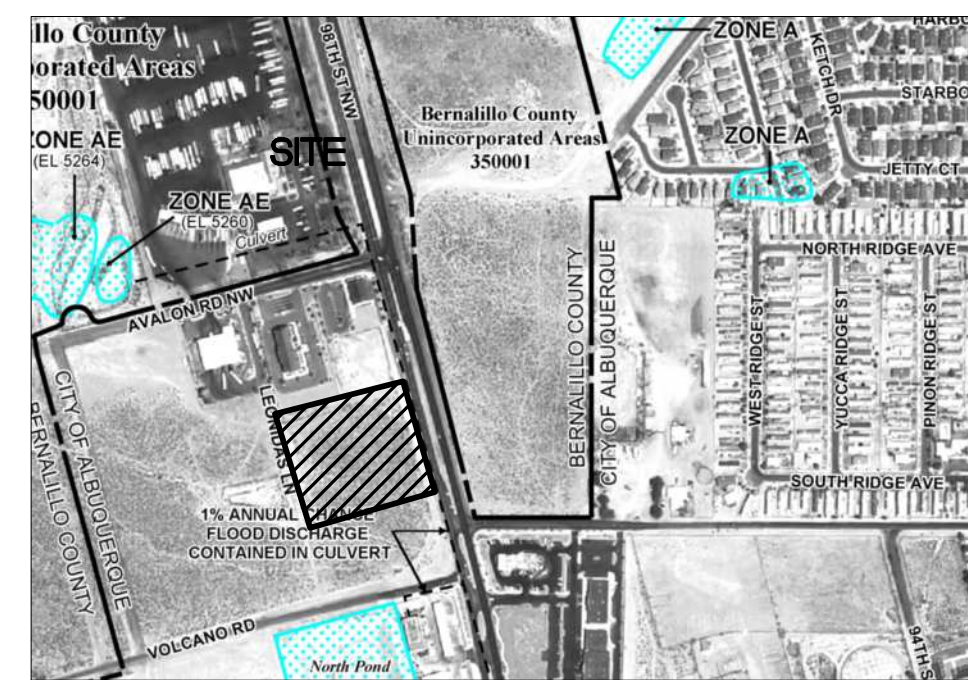 llo County
orated Areas
50001
ZONE AE
(EL 5264)
ZONE AE
(EL 5260)
Culvert
98TH ST NW
SITE
Bernalillo County
Unincorporated Areas
350001
ZONE A
KETCH DR
HARBO
STARBO
ZONE A
JETTY CT
NORTH RIDGE AVE
AVALON RD NW
BERNALILLO COUNTY
CITY OF ALBUQUERQUE
WEST RIDGE ST
YUCCA RIDGE ST
PINON RIDGE ST
SOUTH RIDGE AVE
LEONIDAS LN
CITY OF ALBUQUERQUE
BERNALILLO COUNTY
1% ANNUAL CHANCE
FLOOD DISCHARGE
CONTAINED IN CULVERT
VOLCANO RD
North Pond
94TH S